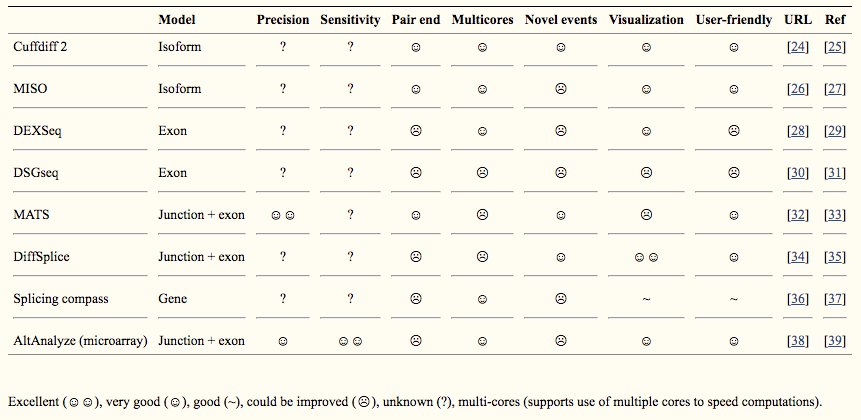 Model Precision Sensitivity Pair end Multicores Novel events Visualization User-friendly URL Ref
Cuffdiff 2 Isoform ? ? ☺ ☺ ☺ ☺ ☺ [24] [25]
MISO Isoform ? ? ☺ ☺ ☹ ☺ ☺ [26] [27]
DEXSeq Exon ? ? ☹ ☺ ☹ ☺ ☹ [28] [29]
DSGseq Exon ? ? ☹ ☹ ☹ ☹ ☹ [30] [31]
MATS Junction + exon ☺☺ ? ☺ ☹ ☺ ☹ ☺ [32] [33]
DiffSplice Junction + exon ? ? ☹ ☹ ☺ ☺☺ ☺ [34] [35]
Splicing compass Gene ? ? ☹ ☺ ☹ ~ ~ [36] [37]
AltAnalyze (microarray) Junction + exon ☺ ☺☺ ☹ ☺ ☹ ☺ ☺ [38] [39]
Excellent (☺☺), very good (☺), good (~), could be improved (☹), unknown (?), multi-cores (supports use of multiple cores to speed computations).